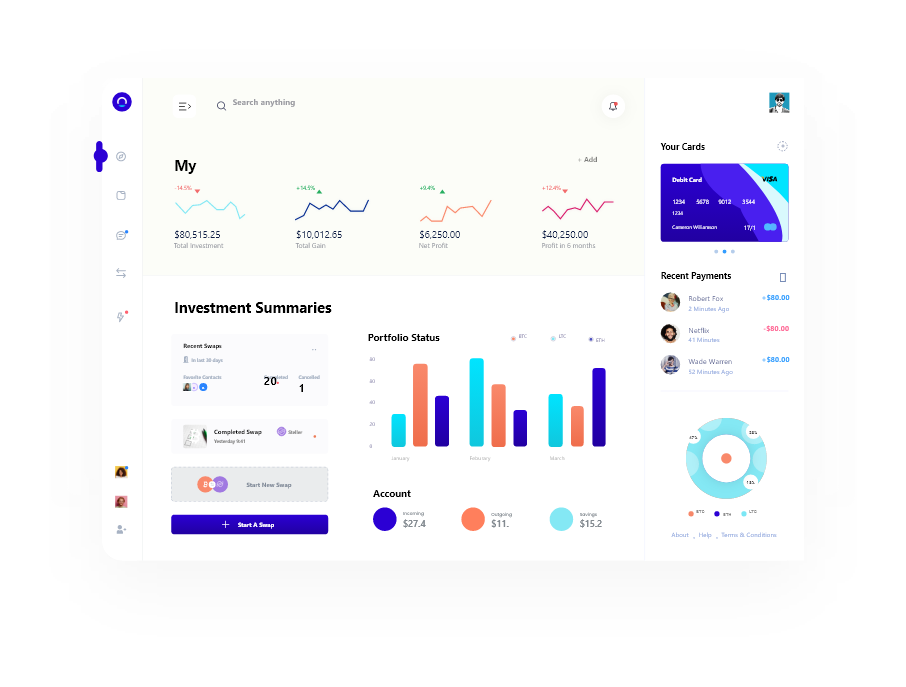 Search anything
My
+ Add
-14.5%
+14.5%
+9.4%
+12.4%
$80,515.25
$10,012.65
$6,250.00
$40,250.00
Total Investment
Total Gain
Net Profit
Profit in 6 months
Investment Summaries
Recent Swaps
In last 30 days
Favorite Contacts
Cancelled
20
1
Completed Swap
Yesterday 9:41
Stellar
Start New Swap
Start A Swap
Portfolio Status
BTC
LTC
ETH
80
60
40
20
0
January
March
Account
Incoming
$27.4
Outgoing
$11.
Savings
$15.2
Your Cards
Debit Card
VISA
1234 5678 9012 3544
1234
Cameron Williamson
17/1
Recent Payments
Robert Fox
+$80.00
2 Minutes Ago
Netflix
-$80.00
41 Minutes
Wade Warren
+$80.00
52 Minutes Ago
BTC
ETH
LTC
About
Help
Terms & Conditions